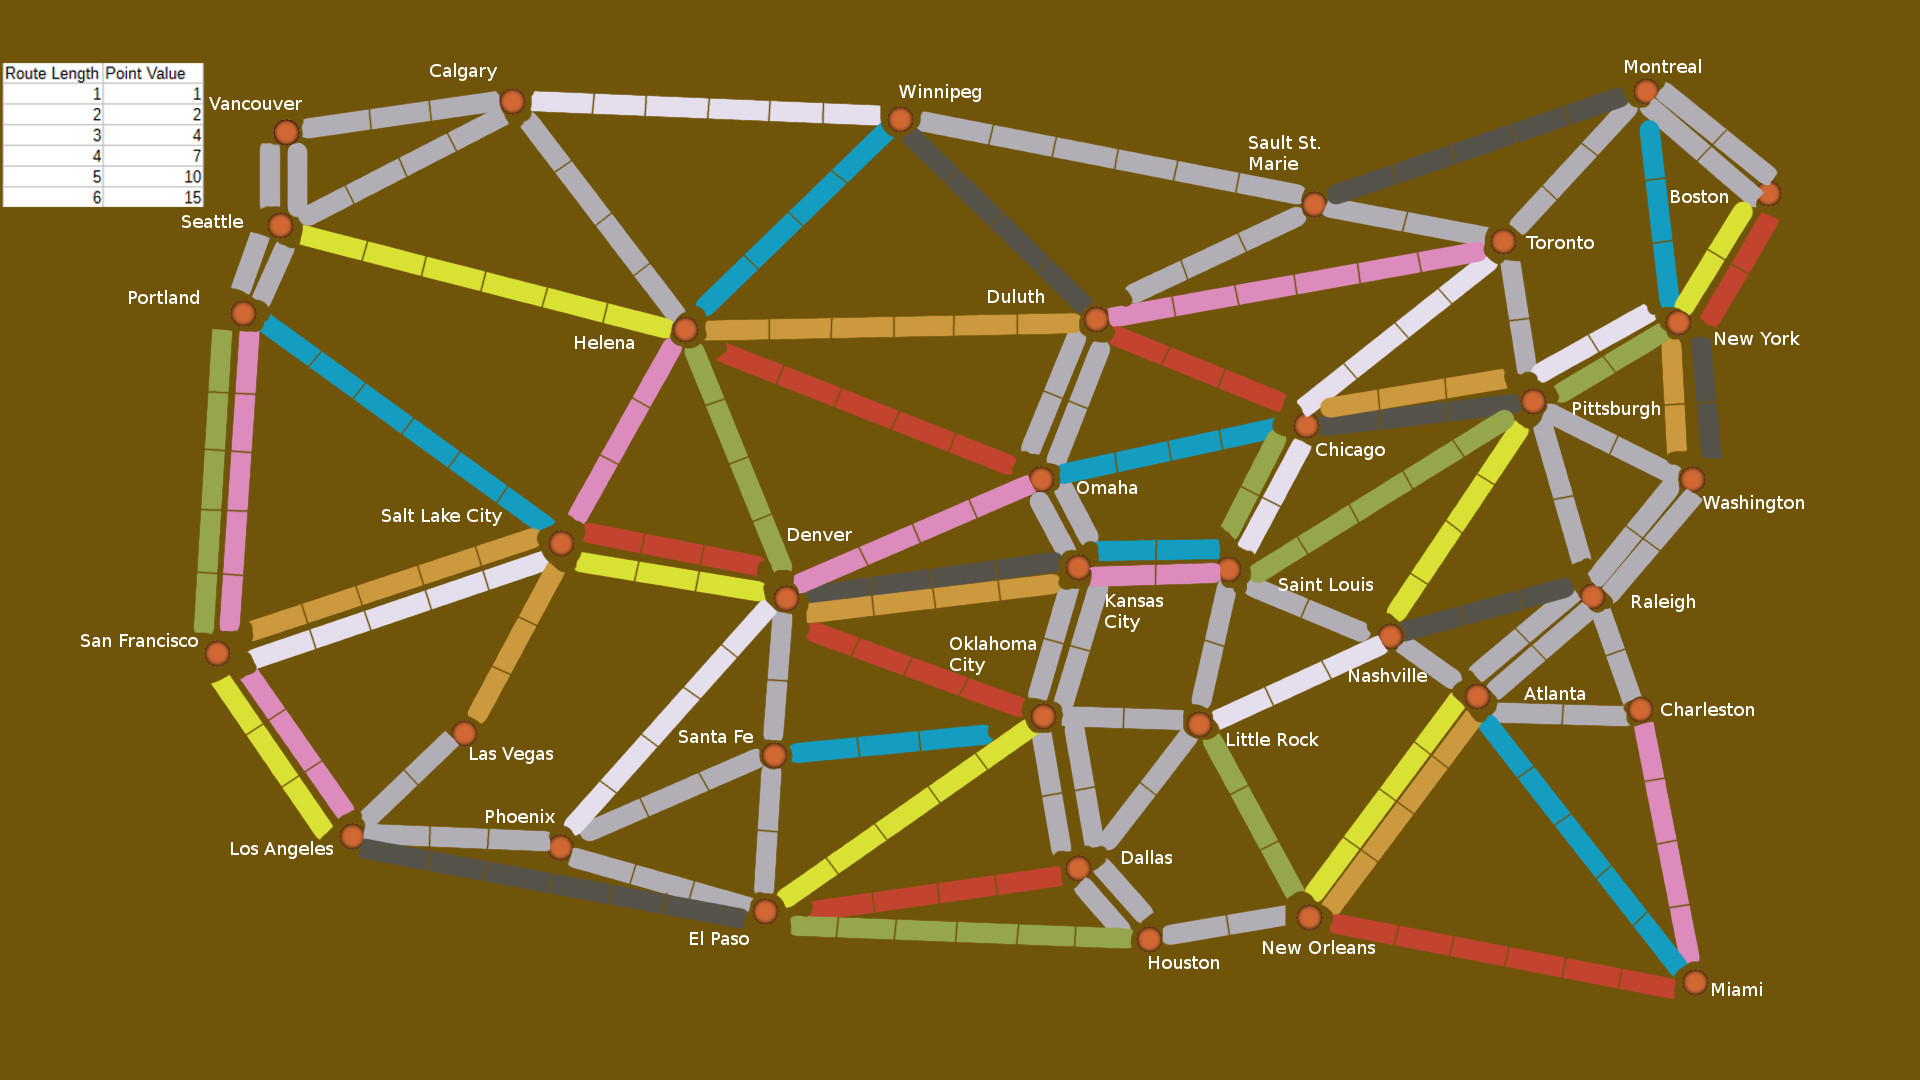 Route Length Point Value
1 1
2 2
3 4
4 7
5 10
6 15
Calgary
Vancouver
Winnipeg
Montreal
Sault St.
Marie
Boston
Seattle
Toronto
Portland
Duluth
Helena
New York
Pittsburgh
Chicago
Omaha
Washington
Salt Lake City
Denver
Saint Louis
Kansas
City
Raleigh
San Francisco
Oklahoma
City
Nashville
Atlanta
Charleston
Santa Fe
Las Vegas
Little Rock
Phoenix
Los Angeles
Dallas
El Paso
New Orleans
Houston
Miami